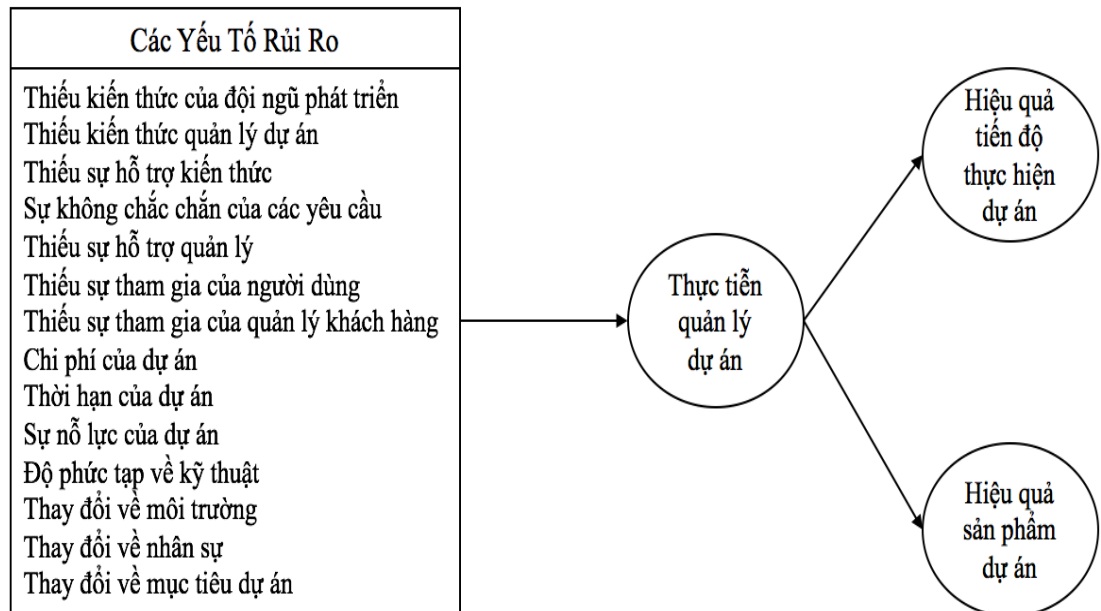 Các Yếu Tố Rủi Ro
Thiếu kiến thức của đội ngũ phát triển
Thiếu kiến thức quản lý dự án
Thiếu sự hỗ trợ kiến thức
Sự không chắc chắn của các yêu cầu
Thiếu sự hỗ trợ quản lý
Thiếu sự tham gia của người dùng
Thiếu sự tham gia của quản lý khách hàng
Chi phí của dự án
Thời hạn của dự án
Sự nỗ lực của dự án
Độ phức tạp về kỹ thuật
Thay đổi về môi trường
Thay đổi về nhân sự
Thay đổi về mục tiêu dự án
Thực tiễn
quản lý
dự án
Hiệu quả
tiến độ
thực hiện
dự án
Hiệu quả
sản phẩm
dự án